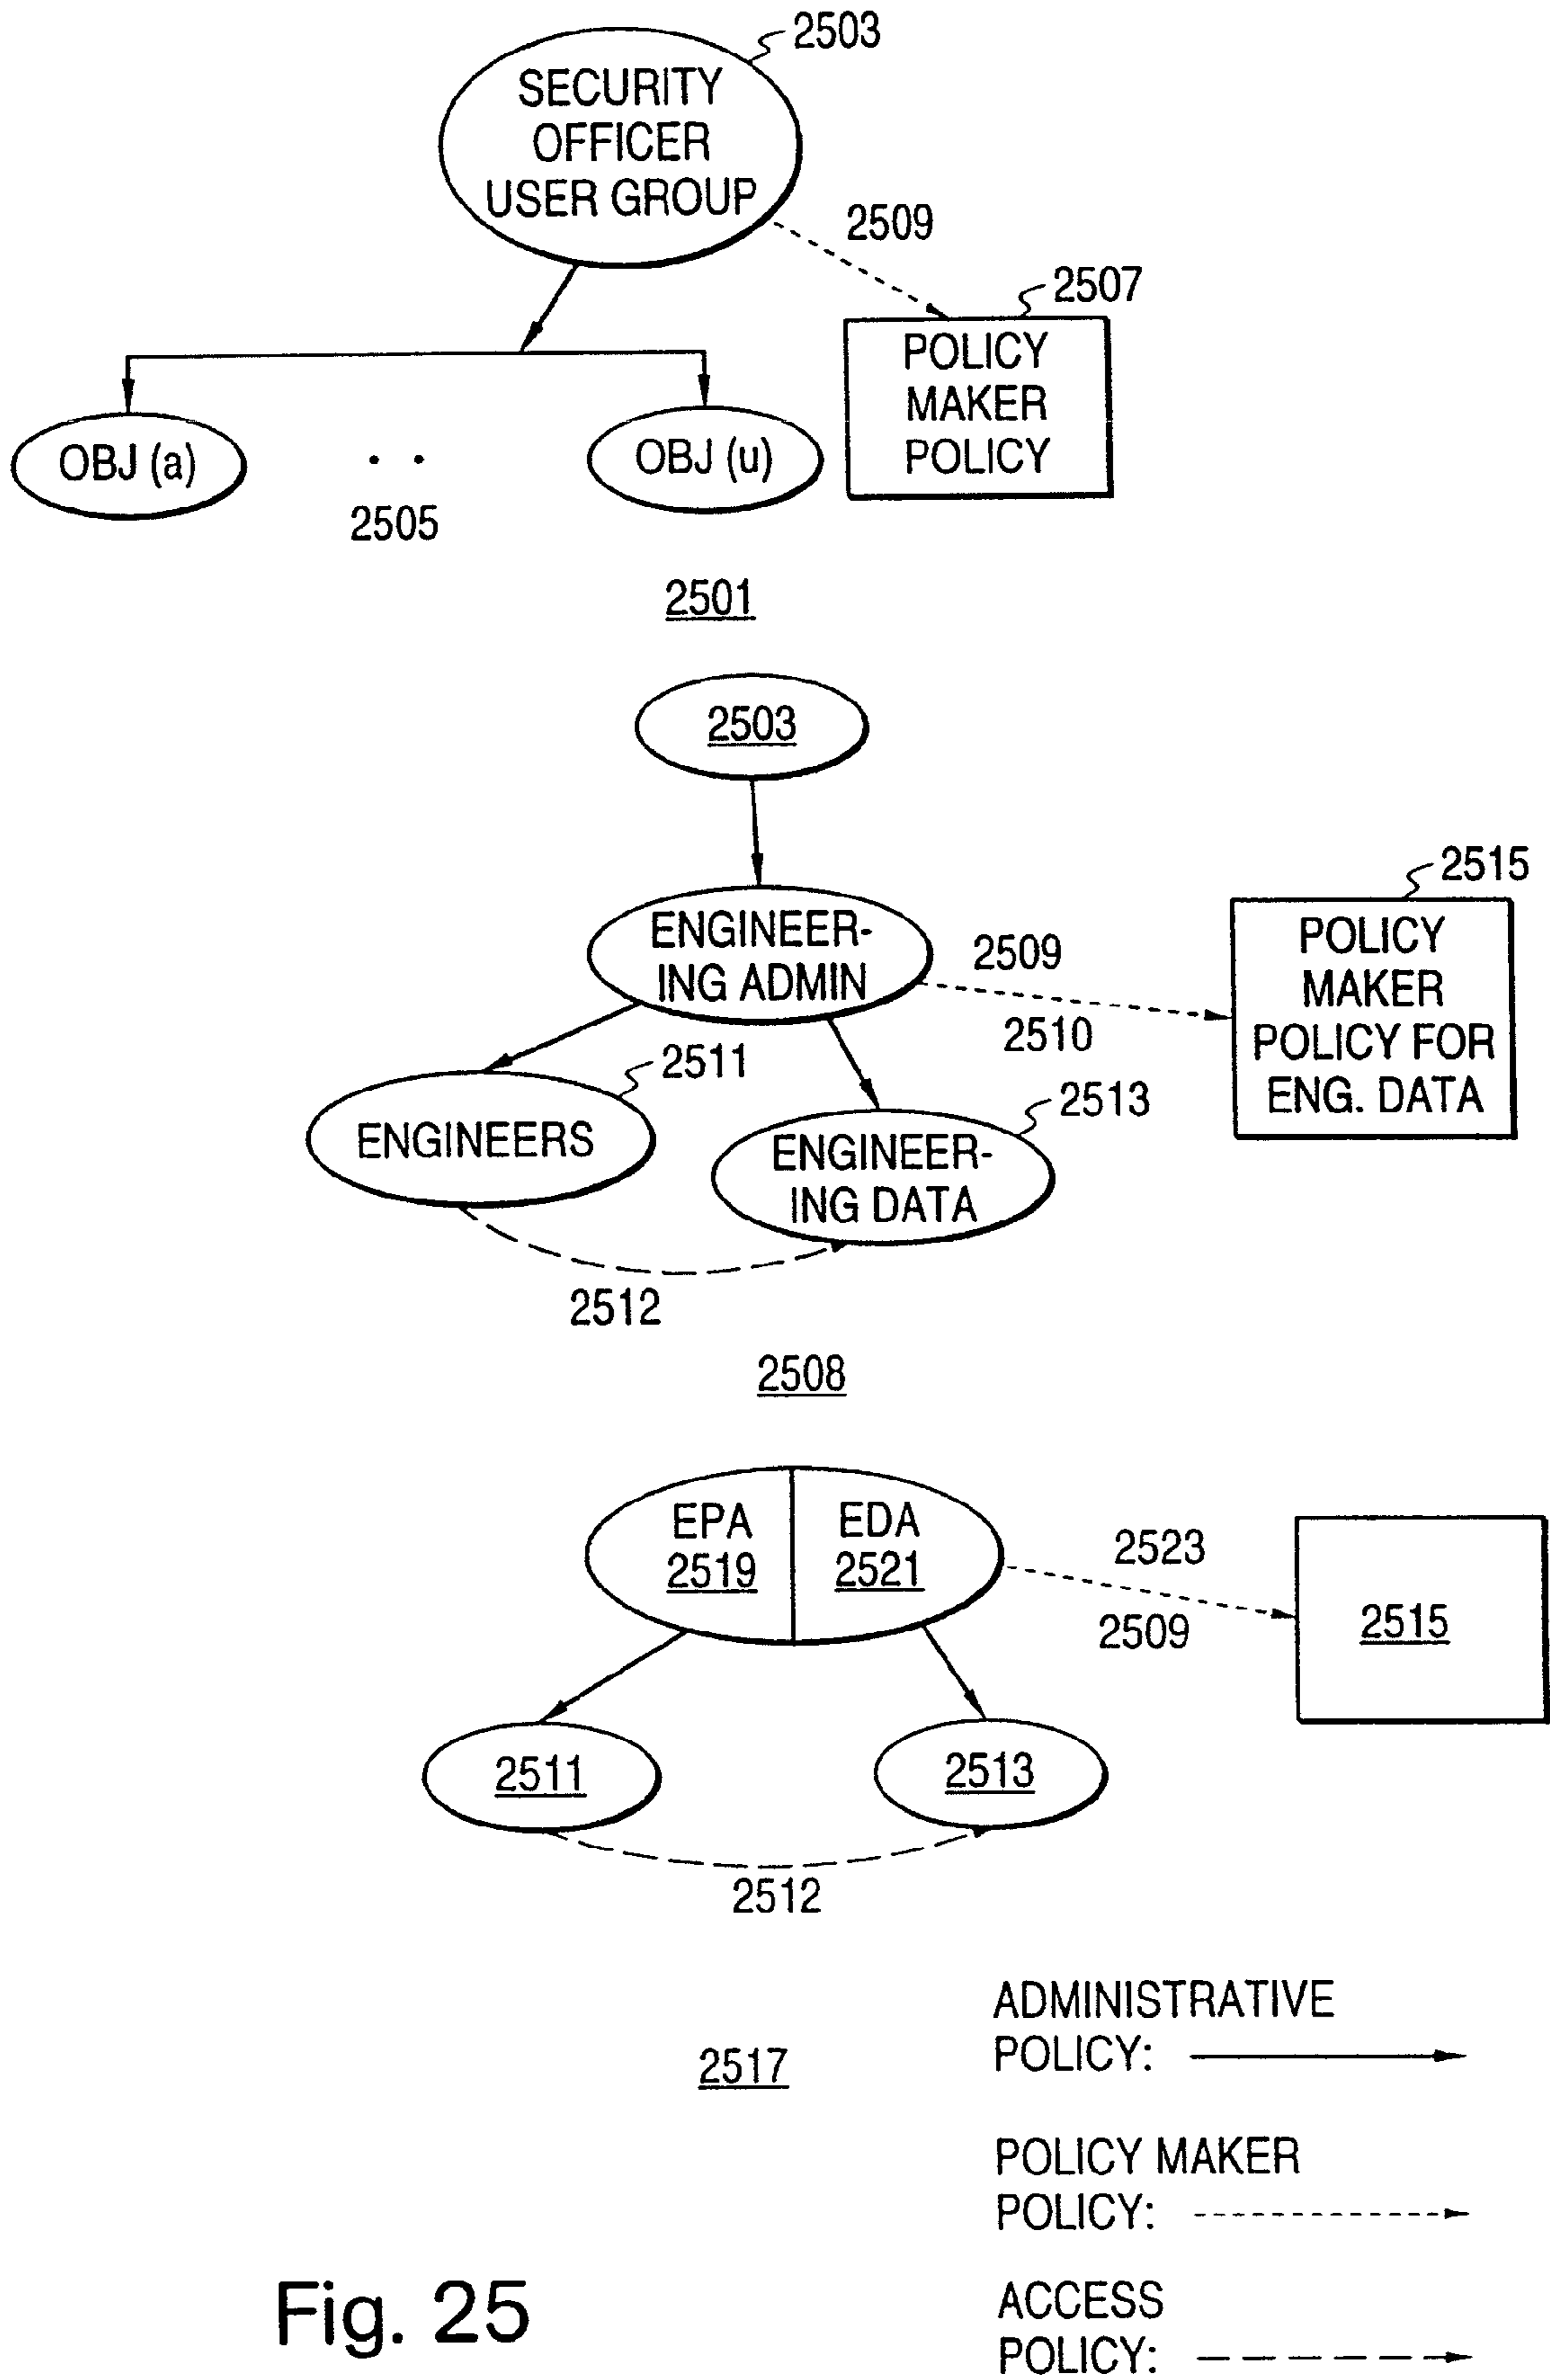 2503
SECURITY
OFFICER
USER GROUP
2509
2507
POLICY
MAKER
POLICY
OBJ (a)
. .
OBJ (u)
2505
2501
2503
2515
ENGINEER-
ING ADMIN
2509
2510
POLICY
MAKER
POLICY FOR
ENG. DATA
2511
2513
ENGINEERS
ENGINEER-
ING DATA
2512
2508
EPA
2519
EDA
2521
2523
2509
2515
2511
2513
2512
2517
ADMINISTRATIVE
POLICY:
POLICY MAKER
POLICY:
ACCESS
POLICY:
Fig. 25